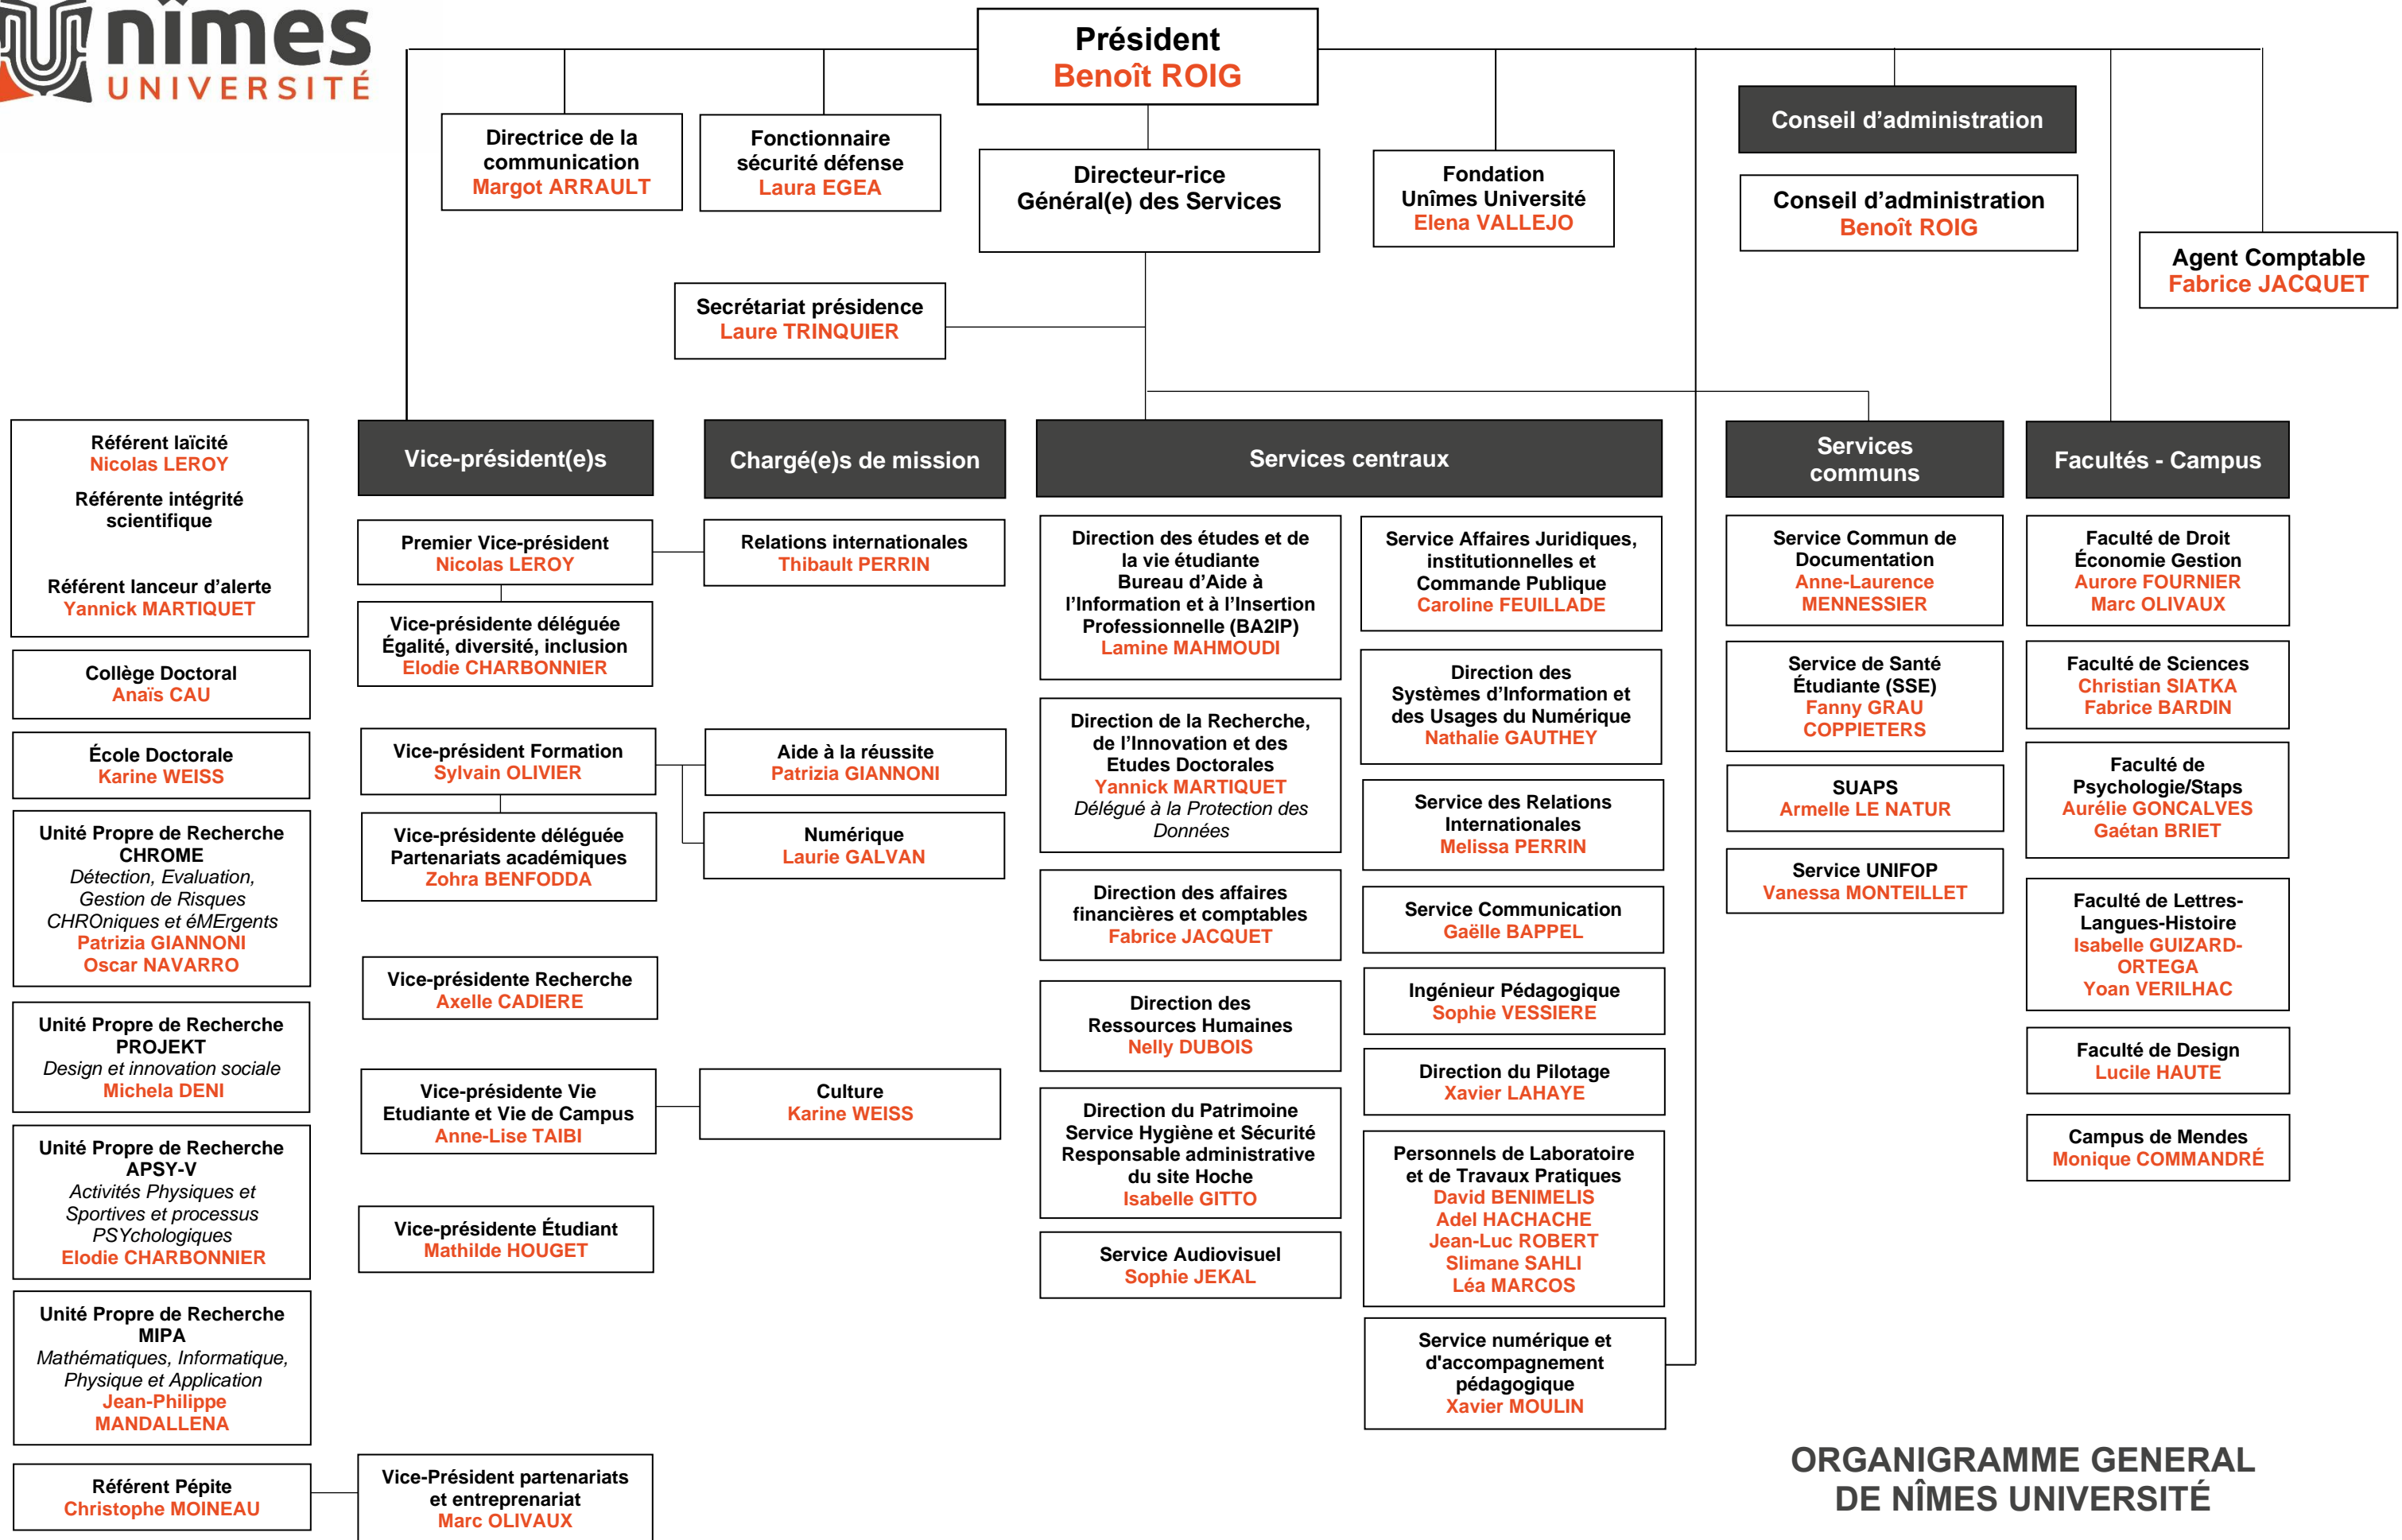 nîmes
UNIVERSITÉ
Président
Benoît ROIG
Directrice de la
communication
Margot ARRAULT
Fonctionnaire
sécurité défense
Laura EGEA
Directeur-rice
Général(e) des Services
Fondation
Unîmes Université
Elena VALLEJO
Conseil d’administration
Conseil d’administration
Benoît ROIG
Agent Comptable
Fabrice JACQUET
Secrétariat présidence
Laure TRINQUIER
Référent laïcité
Nicolas LEROY
Référente intégrité
scientifique
Référent lanceur d’alerte
Yannick MARTIQUET
Collège Doctoral
Anaïs CAU
École Doctorale
Karine WEISS
Unité Propre de Recherche
CHROME
Détection, Evaluation,
Gestion de Risques
CHROniques et éMErgents
Patrizia GIANNONI
Oscar NAVARRO
Unité Propre de Recherche
PROJEKT
Design et innovation sociale
Michela DENI
Unité Propre de Recherche
APSY-V
Activités Physiques et
Sportives et processus
PSYchologiques
Elodie CHARBONNIER
Unité Propre de Recherche
MIPA
Mathématiques, Informatique,
Physique et Application
Jean-Philippe
MANDALLENA
Référent Pépite
Christophe MOINEAU
Vice-président(e)s
Premier Vice-président
Nicolas LEROY
Vice-présidente déléguée
Égalité, diversité, inclusion
Elodie CHARBONNIER
Vice-président Formation
Sylvain OLIVIER
Vice-présidente déléguée
Partenariats académiques
Zohra BENFODDA
Vice-présidente Recherche
Axelle CADIERE
Vice-présidente Vie
Etudiante et Vie de Campus
Anne-Lise TAIBI
Vice-présidente Étudiant
Mathilde HOUGET
Vice-Président partenariats
et entreprenariat
Marc OLIVAUX
Chargé(e)s de mission
Relations internationales
Thibault PERRIN
Aide à la réussite
Patrizia GIANNONI
Numérique
Laurie GALVAN
Culture
Karine WEISS
Services centraux
Direction des études et de
la vie étudiante
Bureau d’Aide à
l’Information et à l’Insertion
Professionnelle (BA2IP)
Lamine MAHMOUDI
Direction de la Recherche,
de l’Innovation et des
Etudes Doctorales
Yannick MARTIQUET
Délégué à la Protection des
Données
Direction des affaires
financières et comptables
Fabrice JACQUET
Direction des
Ressources Humaines
Nelly DUBOIS
Direction du Patrimoine
Service Hygiène et Sécurité
Responsable administrative
du site Hoche
Isabelle GITTO
Service Audiovisuel
Sophie JEKAL
Service Affaires Juridiques,
institutionnelles et
Commande Publique
Caroline FEUILLADE
Direction des
Systèmes d’Information et
des Usages du Numérique
Nathalie GAUTHEY
Service des Relations
Internationales
Melissa PERRIN
Service Communication
Gaëlle BAPPEL
Ingénieur Pédagogique
Sophie VESSIERE
Direction du Pilotage
Xavier LAHAYE
Personnels de Laboratoire
et de Travaux Pratiques
David BENIMELIS
Adel HACHACHE
Jean-Luc ROBERT
Slimane SAHLI
Léa MARCOS
Service numérique et
d'accompagnement
pédagogique
Xavier MOULIN
Services
communs
Service Commun de
Documentation
Anne-Laurence
MENNESSIER
Service de Santé
Étudiante (SSE)
Fanny GRAU
COPPIETERS
SUAPS
Armelle LE NATUR
Service UNIFOP
Vanessa MONTEILLET
Facultés - Campus
Faculté de Droit
Économie Gestion
Aurore FOURNIER
Marc OLIVAUX
Faculté de Sciences
Christian SIATKA
Fabrice BARDIN
Faculté de
Psychologie/Staps
Aurélie GONCALVES
Gaétan BRIET
Faculté de Lettres-
Langues-Histoire
Isabelle GUIZARD-
ORTEGA
Yoan VERILHAC
Faculté de Design
Lucile HAUTE
Campus de Mendes
Monique COMMANDRÉ
ORGANIGRAMME GENERAL
DE NÎMES UNIVERSITÉ